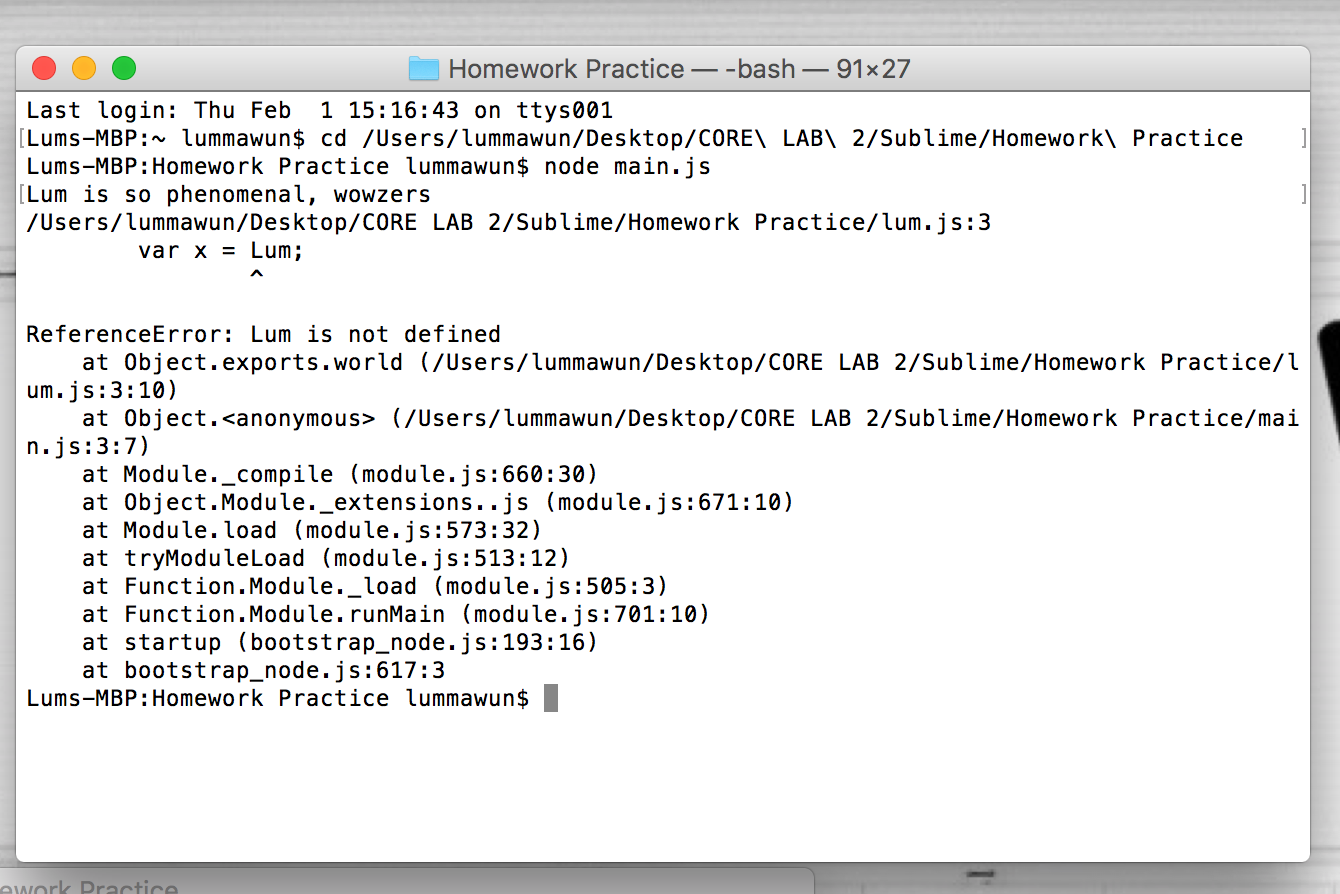 Homework Practice — -bash — 91×27
Last login: Thu Feb  1 15:16:43 on ttys001
[Lums-MBP:~ lummawun$ cd /Users/lummawun/Desktop/CORE\ LAB\ 2/Sublime/Homework\ Practice    ]
Lums-MBP:Homework Practice lummawun$ node main.js
[Lum is so phenomenal, wowzers    ]
/Users/lummawun/Desktop/CORE LAB 2/Sublime/Homework Practice/lum.js:3
        var x = Lum;
                ^
ReferenceError: Lum is not defined
    at Object.exports.world (/Users/lummawun/Desktop/CORE LAB 2/Sublime/Homework Practice/l
um.js:3:10)
    at Object.<anonymous> (/Users/lummawun/Desktop/CORE LAB 2/Sublime/Homework Practice/mai
n.js:3:7)
    at Module._compile (module.js:660:30)
    at Object.Module._extensions..js (module.js:671:10)
    at Module.load (module.js:573:32)
    at tryModuleLoad (module.js:513:12)
    at Function.Module._load (module.js:505:3)
    at Function.Module.runMain (module.js:701:10)
    at startup (bootstrap_node.js:193:16)
    at bootstrap_node.js:617:3
Lums-MBP:Homework Practice lummawun$
ework Practice